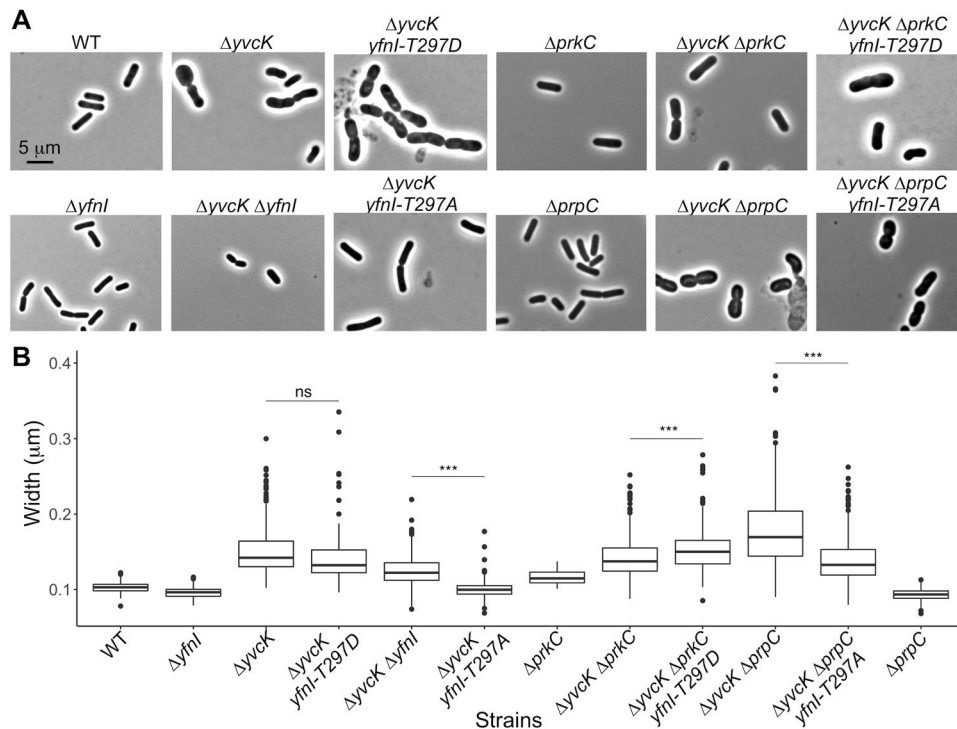 A
WT
ΔyvcK
ΔyvcK
yfnI-T297D
ΔprkC
ΔyvcK ΔprkC
ΔyvcK ΔprkC
yfnI-T297D
5 μm
ΔyfnI
ΔyvcK ΔyfnI
ΔyvcK
yfnI-T297A
ΔprpC
ΔyvcK ΔprpC
ΔyvcK ΔprpC
yfnI-T297A
B
0.4
0.3
0.2
0.1
Width (μm)
ns
***
***
***
WT
ΔyfnI
ΔyvcK
ΔyvcK
yfnI-T297D
ΔyvcK ΔyfnI
ΔyvcK
yfnI-T297A
ΔprkC
ΔyvcK ΔprkC
ΔyvcK ΔprkC
yfnI-T297D
ΔyvcK ΔprpC
ΔyvcK ΔprpC
yfnI-T297A
ΔprpC
Strains